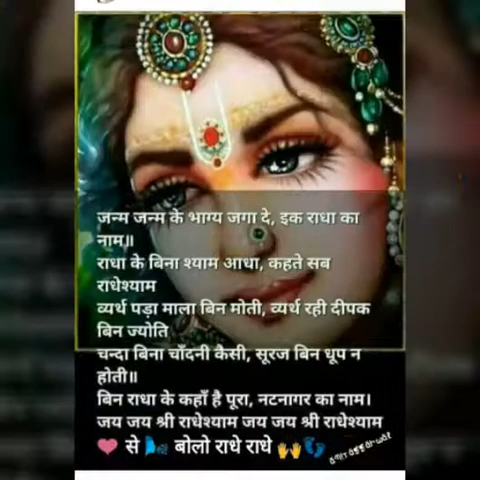 जन्म जन्म के भाग्य जगा दे, इक राधा का
नाम॥
राधा के बिना श्याम आधा, कहते सब
राधेश्याम
व्यर्थ पड़ा माला बिन मोती, व्यर्थ रही दीपक
बिन ज्योति
चन्दा बिना चाँदनी कैसी, सूरज बिन धूप न
होती॥
बिन राधा के कहाँ है पूरा, नटनागर का नाम।
जय जय श्री राधेश्याम जय जय श्री राधेश्याम
❤ से 🌬 बोलो राधे राधे 🙌👣